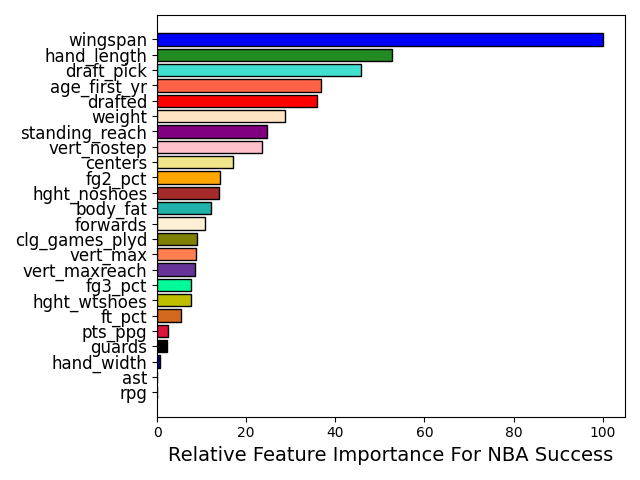 wingspan
hand_length
draft_pick
age_first_yr
drafted
weight
standing_reach
vert_nostep
centers
fg2_pct
hght_noshoes
body_fat
forwards
clg_games_plyd
vert_max
vert_maxreach
fg3_pct
hght_wtshoes
ft_pct
pts_ppg
guards
hand_width
ast
rpg
0 20 40 60 80 100
Relative Feature Importance For NBA Success